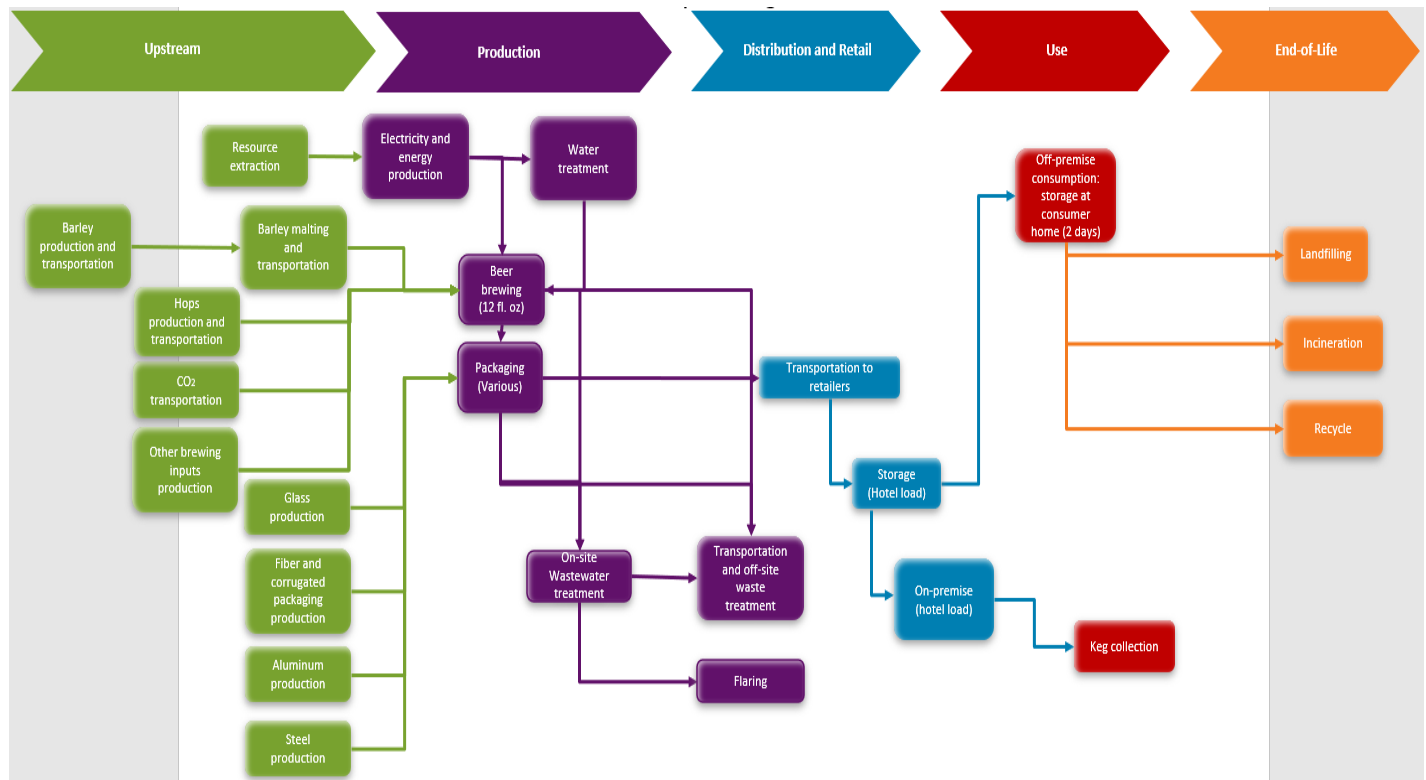 Upstream
Production
Distribution and Retail
Use
End-of-Life
Resource
extraction
Electricity and
energy
production
Water
treatment
Off-premise
consumption:
storage at
consumer
home (2 days)
Barley
production and
transportation
Barley malting
and
transportation
Beer
brewing
(12 fl. oz)
Landfilling
Hops
production and
transportation
Packaging
(Various)
Transportation to
retailers
Incineration
CO₂
transportation
Recycle
Other brewing
inputs
production
Storage
(Hotel load)
Glass
production
Fiber and
corrugated
packaging
production
On-site
Wastewater
treatment
Transportation
and off-site
waste
treatment
On-premise
(hotel load)
Keg collection
Aluminum
production
Flaring
Steel
production